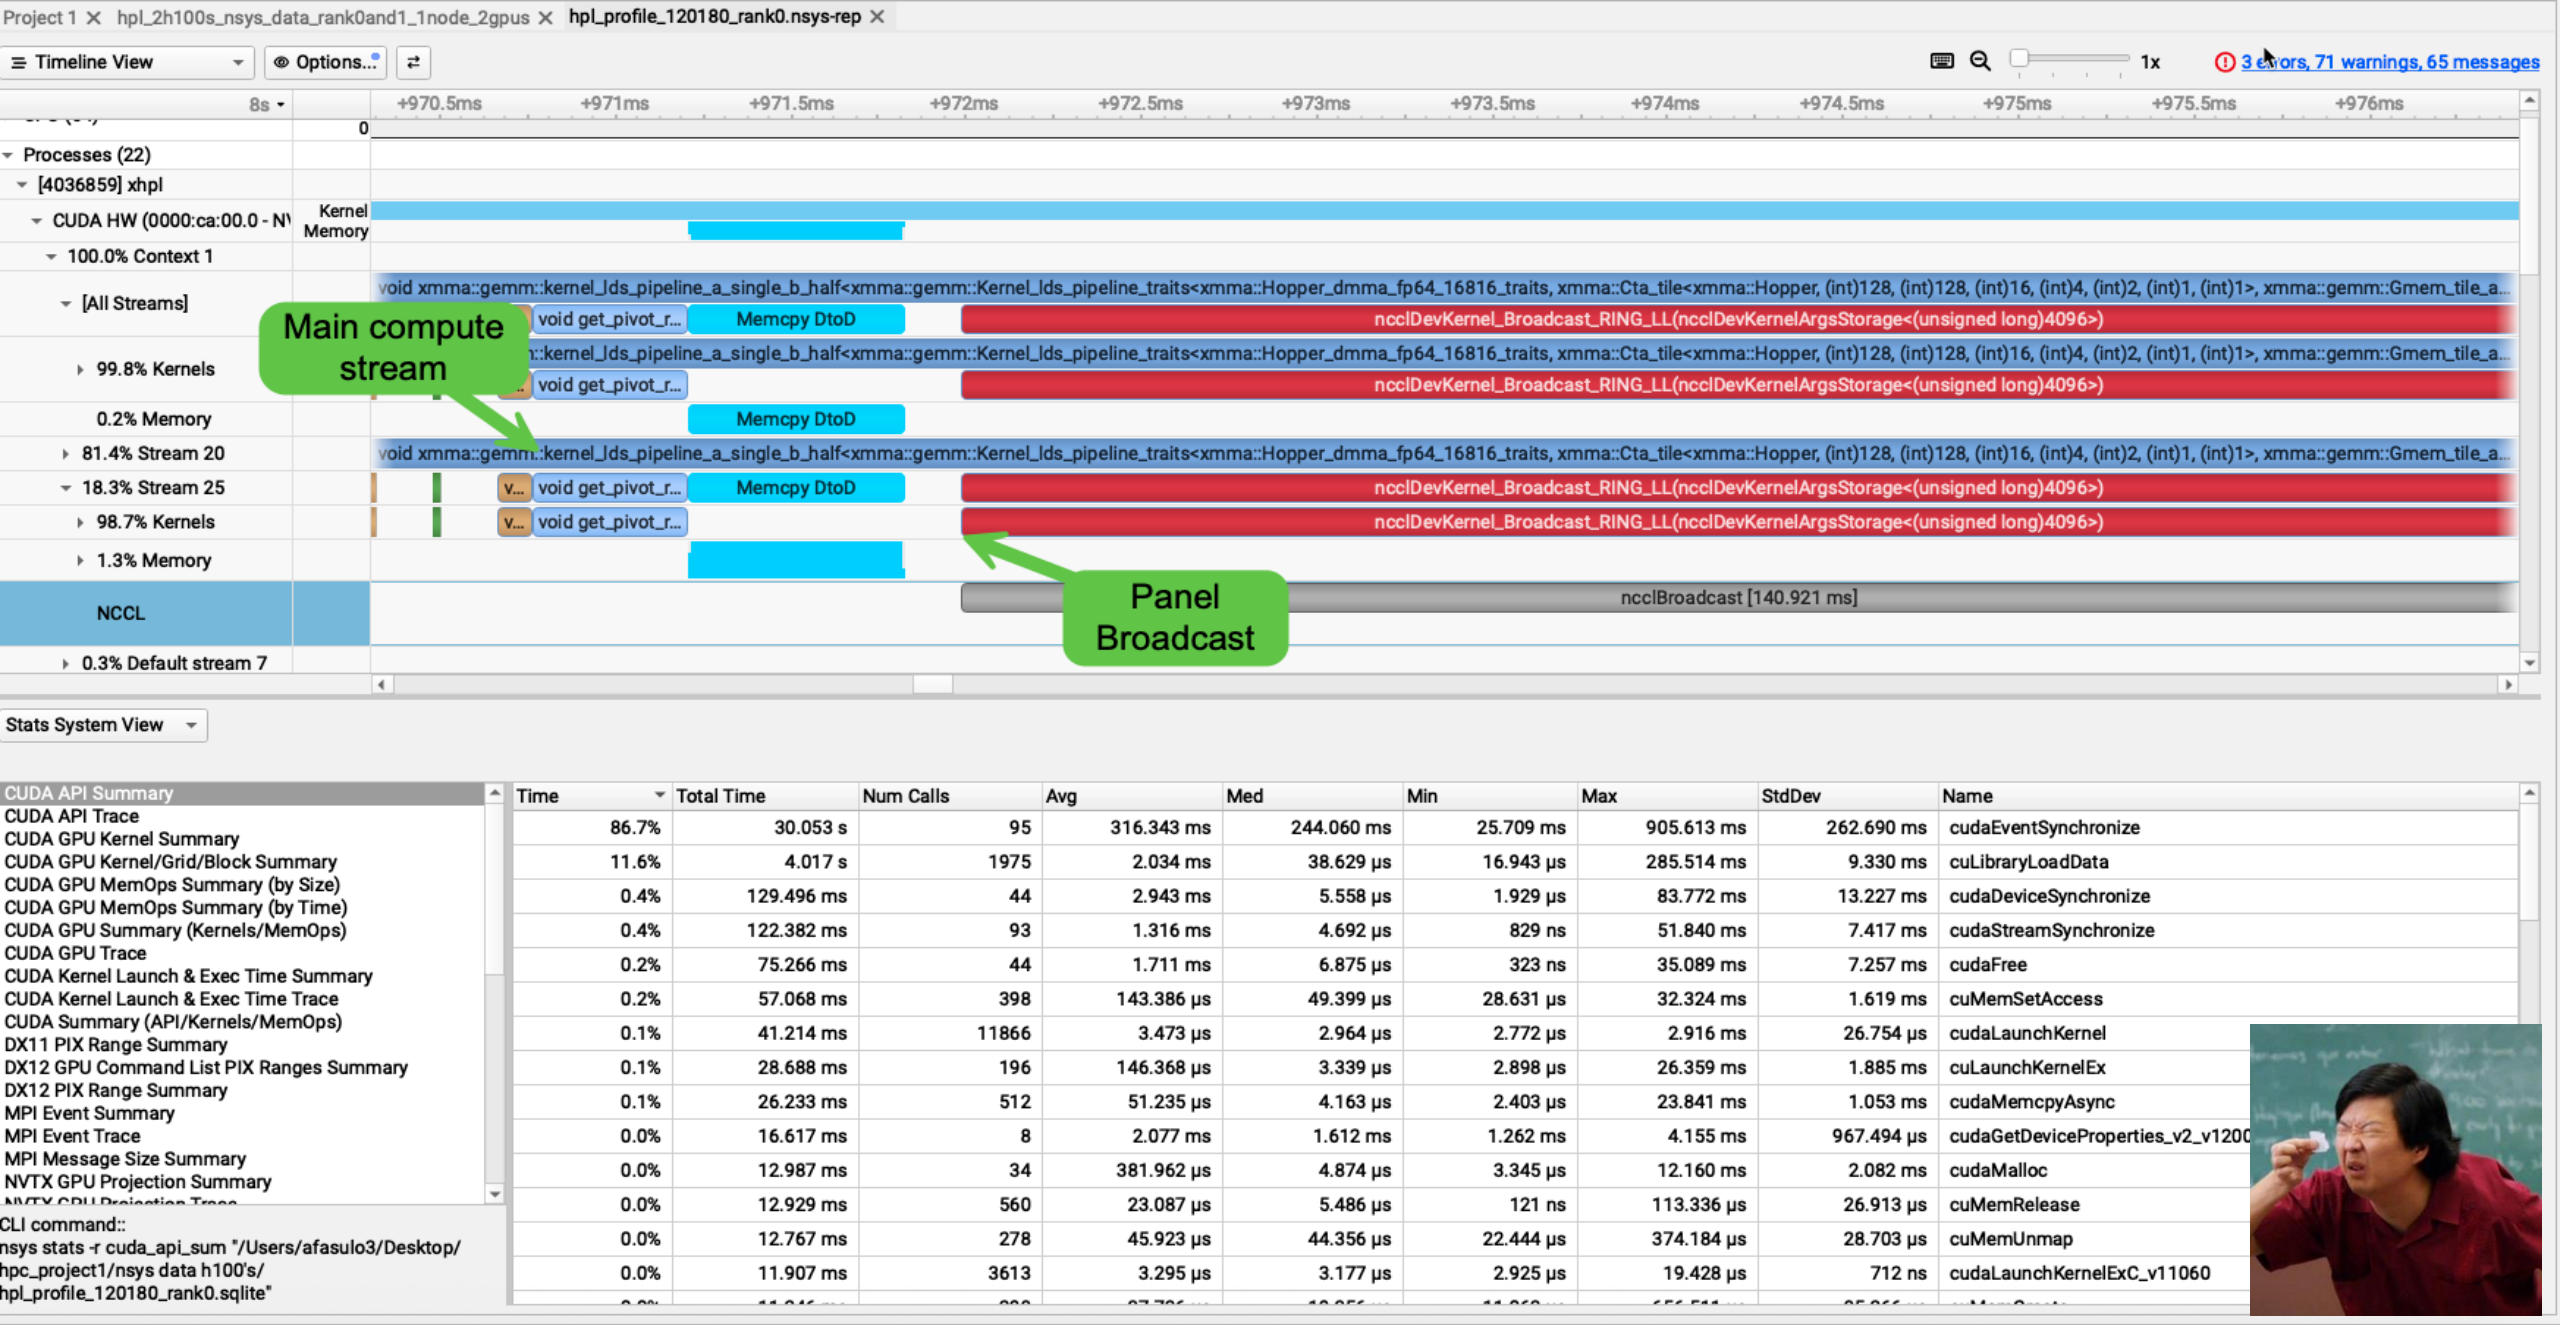 Project 1
hpl_2h100s_nsys_data_rank0and1_1node_2gpus
hpl_profile_120180_rank0.nsys-rep
Timeline View
Options...
1x
3 errors, 71 warnings, 65 messages
8s
+970.5ms +971ms +971.5ms +972ms +972.5ms +973ms +973.5ms +974ms +974.5ms +975ms +975.5ms +976ms
0
Processes (22)
[4036859] xhpl
CUDA HW (0000:ca:00.0 - NV
Kernel
Memory
100.0% Context 1
[All Streams]
void xmma::gemm::kernel_lds_pipeline_a_single_b_half<xmma::gemm::Kernel_lds_pipeline_traits<xmma::Hopper_dmma_fp64_16816_traits, xmma::Cta_tile<xmma::Hopper, (int)128, (int)128, (int)16, (int)4, (int)2, (int)1, (int)1>, xmma::gemm::Gmem_tile_a...
void get_pivot_r... Memcpy DtoD ncclDevKernel_Broadcast_RING_LL(ncclDevKernelArgsStorage<(unsigned long)4096>)
Main compute
stream
99.8% Kernels
::kernel_lds_pipeline_a_single_b_half<xmma::gemm::Kernel_lds_pipeline_traits<xmma::Hopper_dmma_fp64_16816_traits, xmma::Cta_tile<xmma::Hopper, (int)128, (int)128, (int)16, (int)4, (int)2, (int)1, (int)1>, xmma::gemm::Gmem_tile_a...
void get_pivot_r... ncclDevKernel_Broadcast_RING_LL(ncclDevKernelArgsStorage<(unsigned long)4096>)
0.2% Memory Memcpy DtoD
81.4% Stream 20 void xmma::gemm::kernel_lds_pipeline_a_single_b_half<xmma::gemm::Kernel_lds_pipeline_traits<xmma::Hopper_dmma_fp64_16816_traits, xmma::Cta_tile<xmma::Hopper, (int)128, (int)128, (int)16, (int)4, (int)2, (int)1, (int)1>, xmma::gemm::Gmem_tile_a...
18.3% Stream 25 v... void get_pivot_r... Memcpy DtoD ncclDevKernel_Broadcast_RING_LL(ncclDevKernelArgsStorage<(unsigned long)4096>)
98.7% Kernels v... void get_pivot_r... ncclDevKernel_Broadcast_RING_LL(ncclDevKernelArgsStorage<(unsigned long)4096>)
1.3% Memory
NCCL ncclBroadcast [140.921 ms]
Panel
Broadcast
0.3% Default stream 7
Stats System View
CUDA API Summary
CUDA API Trace
CUDA GPU Kernel Summary
CUDA GPU Kernel/Grid/Block Summary
CUDA GPU MemOps Summary (by Size)
CUDA GPU MemOps Summary (by Time)
CUDA GPU Summary (Kernels/MemOps)
CUDA GPU Trace
CUDA Kernel Launch & Exec Time Summary
CUDA Kernel Launch & Exec Time Trace
CUDA Summary (API/Kernels/MemOps)
DX11 PIX Range Summary
DX12 GPU Command List PIX Ranges Summary
DX12 PIX Range Summary
MPI Event Summary
MPI Event Trace
MPI Message Size Summary
NVTX GPU Projection Summary
NVTX GPU Projection Trace
CLI command::
nsys stats -r cuda_api_sum "/Users/afasulo3/Desktop/
hpc_project1/nsys data h100's/
hpl_profile_120180_rank0.sqlite"
Time Total Time Num Calls Avg Med Min Max StdDev Name
86.7% 30.053 s 95 316.343 ms 244.060 ms 25.709 ms 905.613 ms 262.690 ms cudaEventSynchronize
11.6% 4.017 s 1975 2.034 ms 38.629 µs 16.943 µs 285.514 ms 9.330 ms cuLibraryLoadData
0.4% 129.496 ms 44 2.943 ms 5.558 µs 1.929 µs 83.772 ms 13.227 ms cudaDeviceSynchronize
0.4% 122.382 ms 93 1.316 ms 4.692 µs 829 ns 51.840 ms 7.417 ms cudaStreamSynchronize
0.2% 75.266 ms 44 1.711 ms 6.875 µs 323 ns 35.089 ms 7.257 ms cudaFree
0.2% 57.068 ms 398 143.386 µs 49.399 µs 28.631 µs 32.324 ms 1.619 ms cuMemSetAccess
0.1% 41.214 ms 11866 3.473 µs 2.964 µs 2.772 µs 2.916 ms 26.754 µs cudaLaunchKernel
0.1% 28.688 ms 196 146.368 µs 3.339 µs 2.898 µs 26.359 ms 1.885 ms cuLaunchKernelEx
0.1% 26.233 ms 512 51.235 µs 4.163 µs 2.403 µs 23.841 ms 1.053 ms cudaMemcpyAsync
0.0% 16.617 ms 8 2.077 ms 1.612 ms 1.262 ms 4.155 ms 967.494 µs cudaGetDeviceProperties_v2_v1200
0.0% 12.987 ms 34 381.962 µs 4.874 µs 3.345 µs 12.160 ms 2.082 ms cudaMalloc
0.0% 12.929 ms 560 23.087 µs 5.486 µs 121 ns 113.336 µs 26.913 µs cuMemRelease
0.0% 12.767 ms 278 45.923 µs 44.356 µs 22.444 µs 374.184 µs 28.703 µs cuMemUnmap
0.0% 11.907 ms 3613 3.295 µs 3.177 µs 2.925 µs 19.428 µs 712 ns cudaLaunchKernelExC_v11060